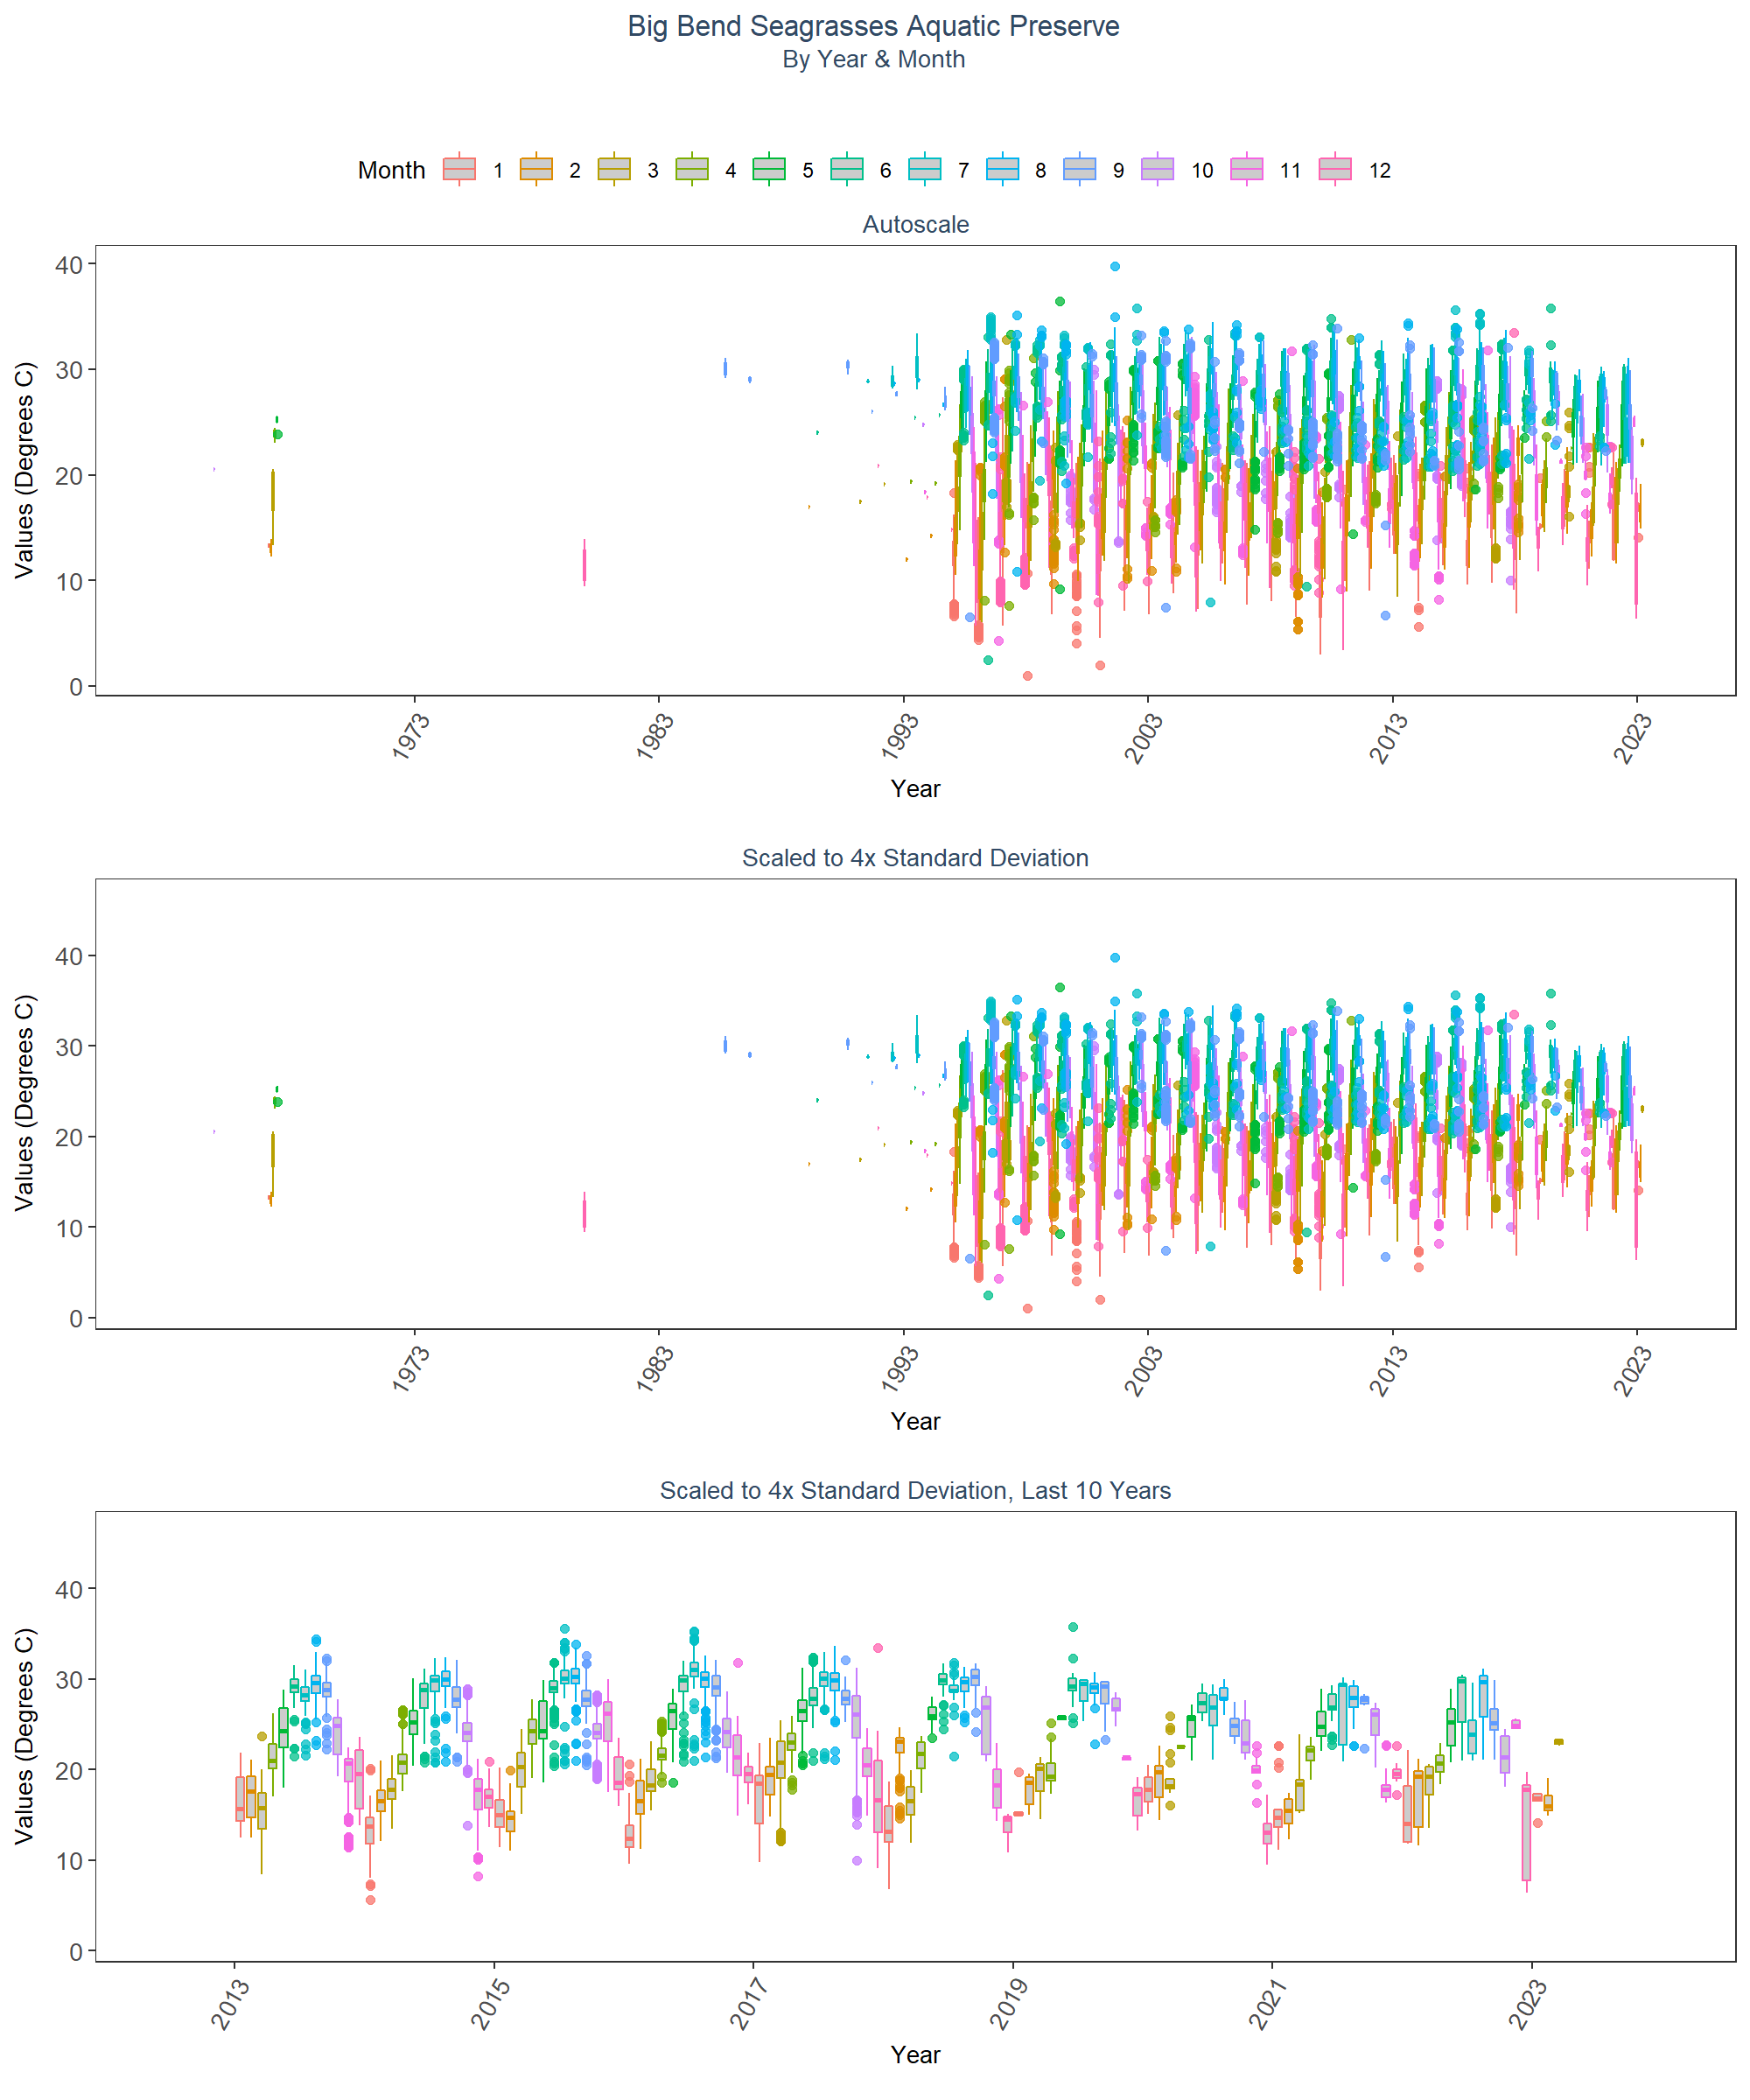 Big Bend Seagrasses Aquatic Preserve
By Year & Month
Month 1 2 3 4 5 6 7 8 9 10 11 12
Autoscale
Values (Degrees C)
40
30
20
10
0
1973 1983 1993 2003 2013 2023
Year
Scaled to 4x Standard Deviation
Values (Degrees C)
40
30
20
10
0
1973 1983 1993 2003 2013 2023
Year
Scaled to 4x Standard Deviation, Last 10 Years
Values (Degrees C)
40
30
20
10
0
2013 2015 2017 2019 2021 2023
Year